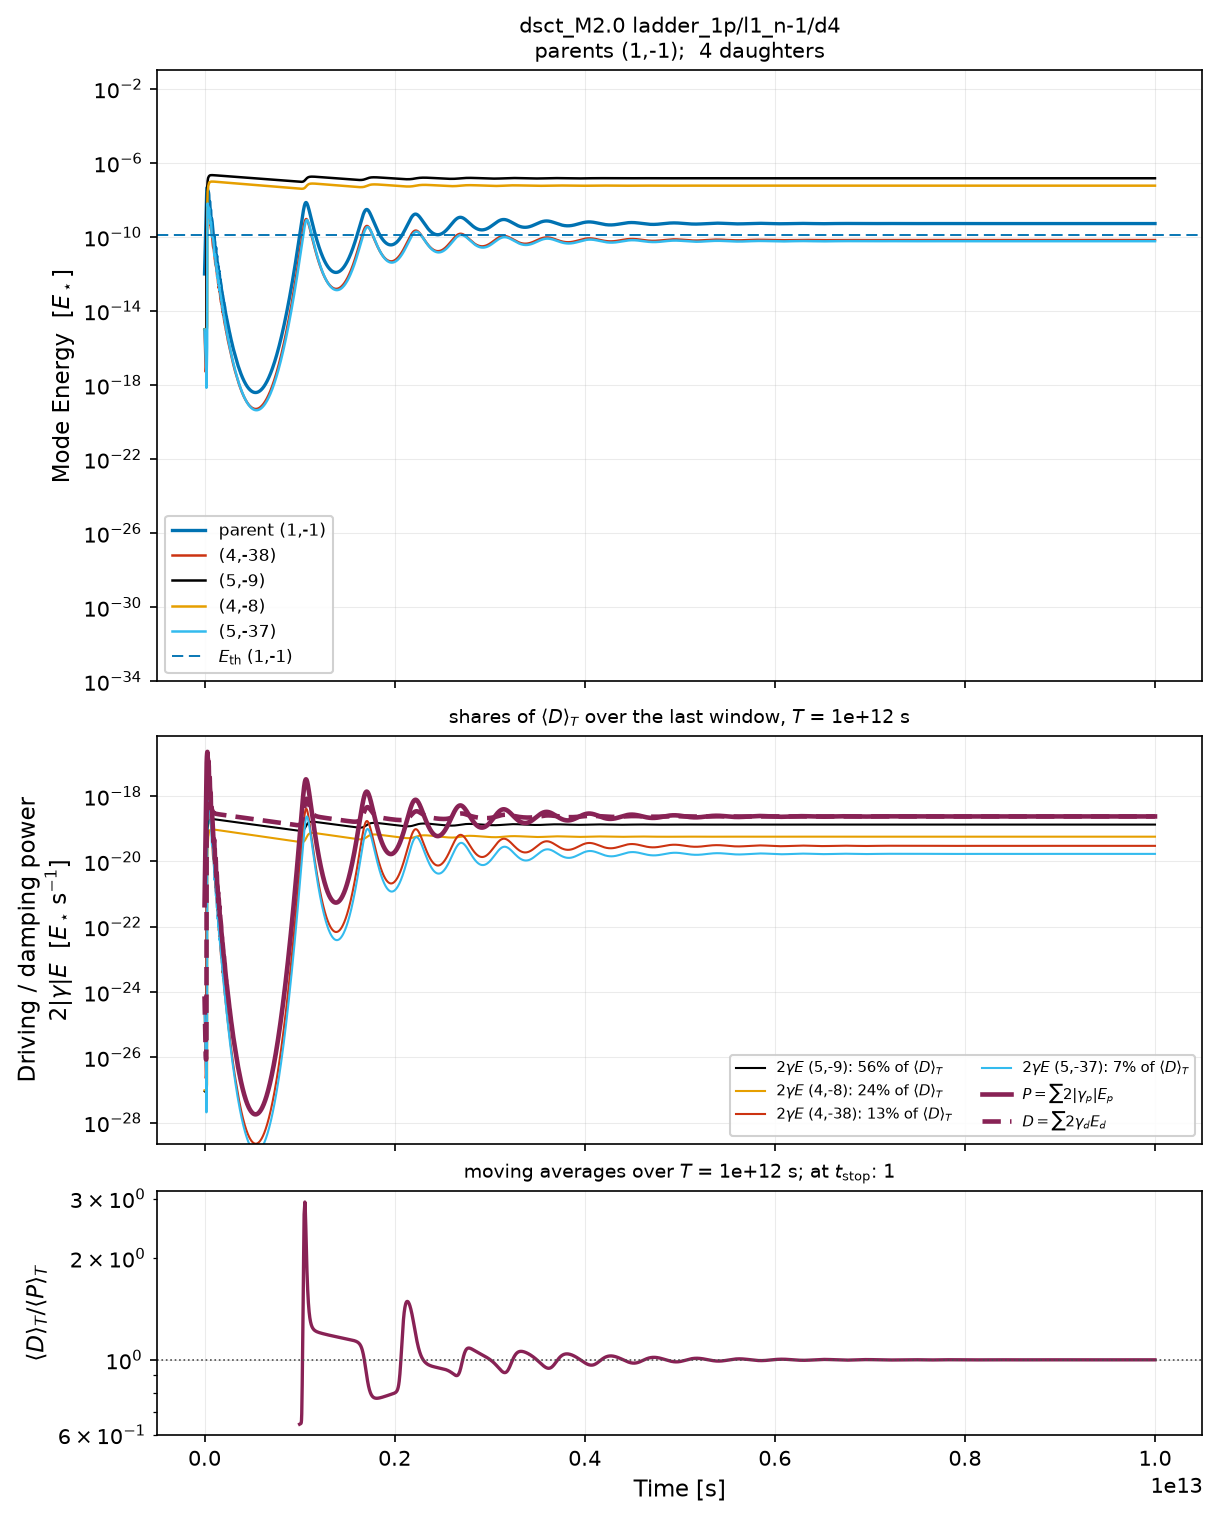 dsct_M2.0 ladder_1p/l1_n-1/d4
parents (1,-1);  4 daughters
10⁻²
10⁻⁶
10⁻¹⁰
10⁻¹⁴
10⁻¹⁸
10⁻²²
10⁻²⁶
10⁻³⁰
10⁻³⁴
Mode Energy [E⋆]
parent (1,-1)
(4,-38)
(5,-9)
(4,-8)
(5,-37)
E_th (1,-1)
shares of ⟨D⟩_T over the last window, T = 1e+12 s
10⁻¹⁸
10⁻²⁰
10⁻²²
10⁻²⁴
10⁻²⁶
10⁻²⁸
Driving / damping power
2|γ|E [E⋆ s⁻¹]
2γE (5,-9): 56% of ⟨D⟩_T
2γE (4,-8): 24% of ⟨D⟩_T
2γE (4,-38): 13% of ⟨D⟩_T
2γE (5,-37): 7% of ⟨D⟩_T
P = ∑2|γ_p|E_p
D = ∑2γ_dE_d
moving averages over T = 1e+12 s; at t_stop: 1
3 × 10⁰
2 × 10⁰
10⁰
6 × 10⁻¹
⟨D⟩_T/⟨P⟩_T
0.0
0.2
0.4
0.6
0.8
1.0
1e13
Time [s]